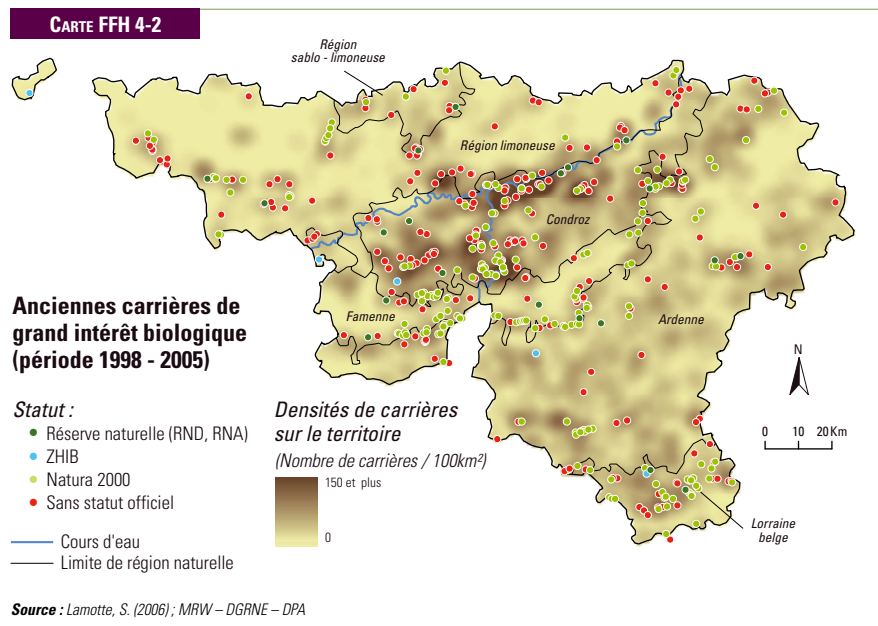 CARTE FFH 4-2
Région
sablo - limoneuse
Région limoneuse
Condroz
Famenne
Ardenne
Lorraine
belge
Anciennes carrières de
grand intérêt biologique
(période 1998 - 2005)
Statut :
Réserve naturelle (RND, RNA)
ZHIB
Natura 2000
Sans statut officiel
Cours d'eau
Limite de région naturelle
Densités de carrières
sur le territoire
(Nombre de carrières / 100km²)
150 et plus
0
N
0 10 20 Km
Source : Lamotte, S. (2006) ; MRW – DGRNE – DPA